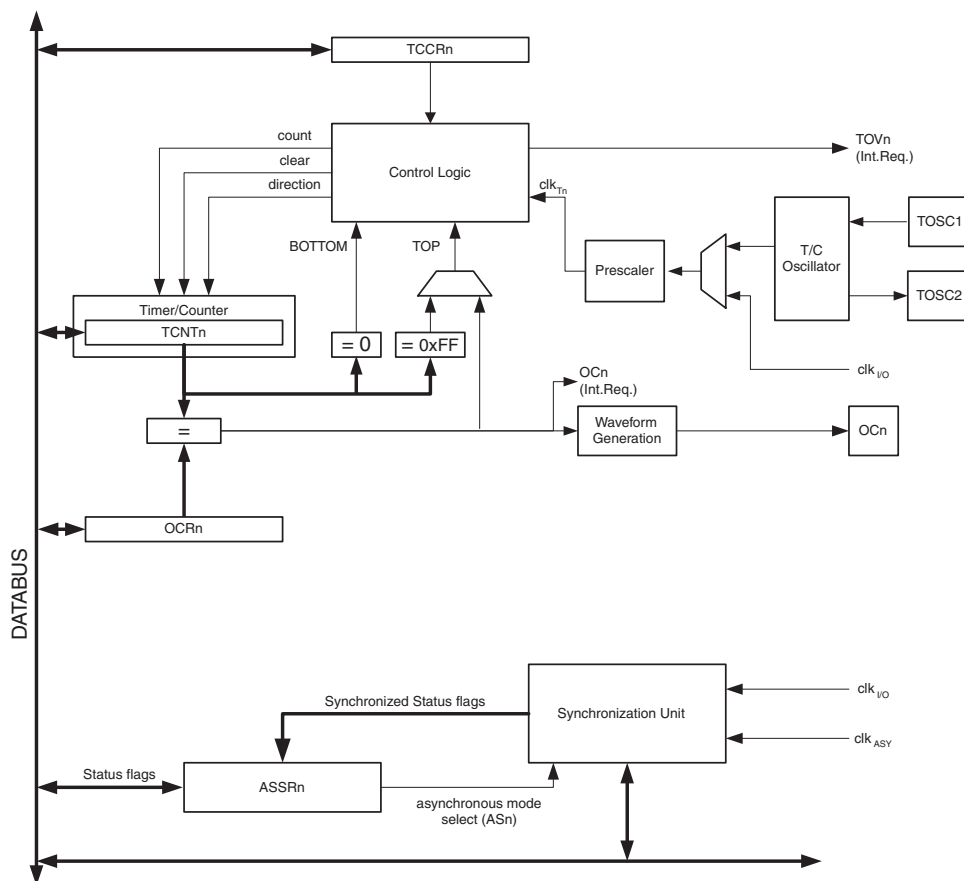 TCCRn
count
clear
direction
Control Logic
TOVn
(Int.Req.)
clkTn
BOTTOM
TOP
Prescaler
T/C
Oscillator
TOSC1
TOSC2
Timer/Counter
TCNTn
= 0
= 0xFF
clkI/O
OCn
(Int.Req.)
=
Waveform
Generation
OCn
OCRn
DATABUS
Synchronized Status flags
Synchronization Unit
clkI/O
clkASY
Status flags
ASSRn
asynchronous mode
select (ASn)